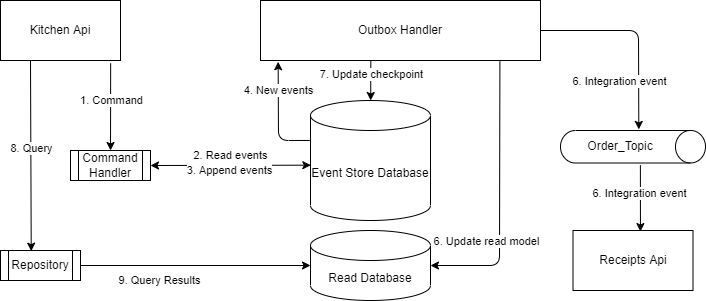 Kitchen Api
Outbox Handler
7. Update checkpoint
6. Integration event
4. New events
1. Command
8. Query
Order_Topic
2. Read events
3. Append events
Command
Handler
Event Store Database
6. Integration event
6. Update read model
Receipts Api
Repository
9. Query Results
Read Database